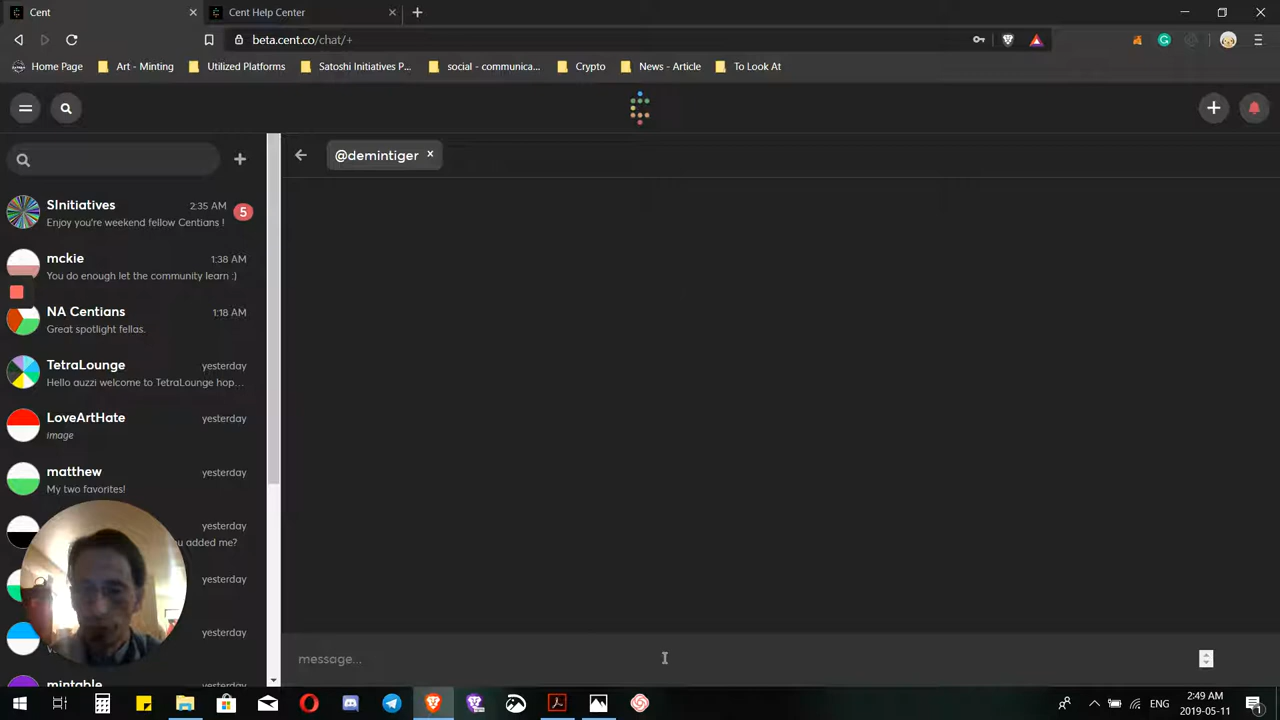 Cent
Cent Help Center
beta.cent.co/chat/+
Home Page
Art - Minting
Utilized Platforms
Satoshi Initiatives P...
social - communica...
Crypto
News - Article
To Look At
@demintiger ×
SInitiatives
2:35 AM
Enjoy you're weekend fellow Centians !
5
mckie
1:38 AM
You do enough let the community learn :)
NA Centians
1:18 AM
Great spotlight fellas.
TetraLounge
yesterday
Hello auzzi welcome to TetraLounge hop...
LoveArtHate
yesterday
image
matthew
yesterday
My two favorites!
yesterday
added me?
yesterday
yesterday
mintable
message...
ENG
2:49 AM
2019-05-11
1